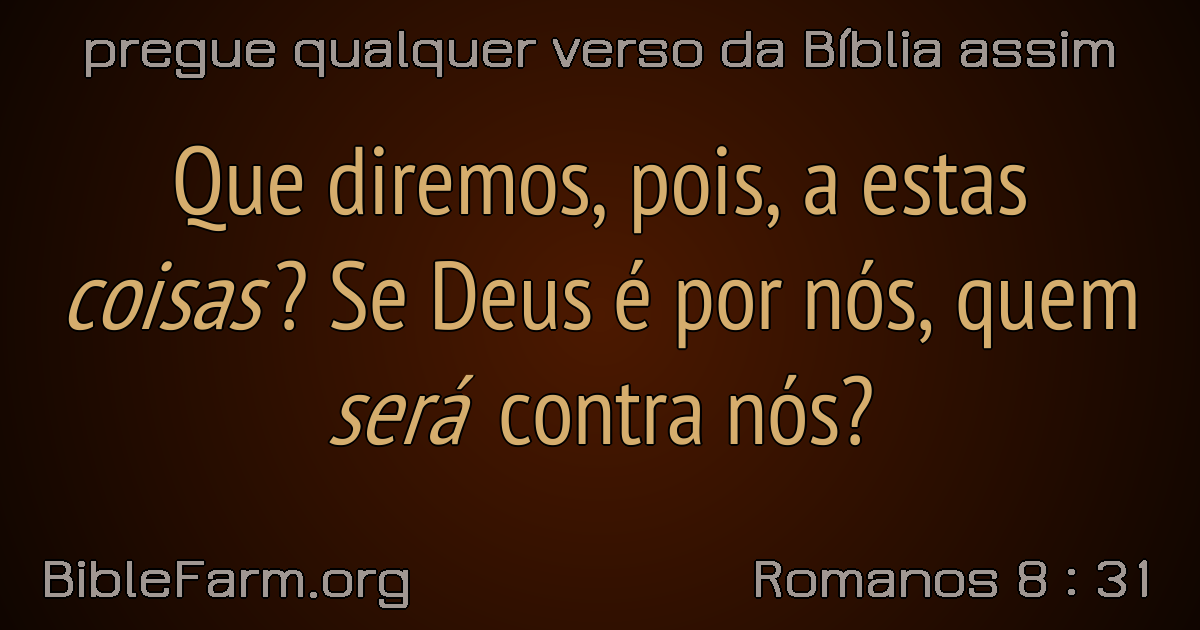 pregue qualquer verso da Bíblia assim
Que diremos, pois, a estas
coisas? Se Deus é por nós, quem
será contra nós?
BibleFarm.org
Romanos 8 : 31